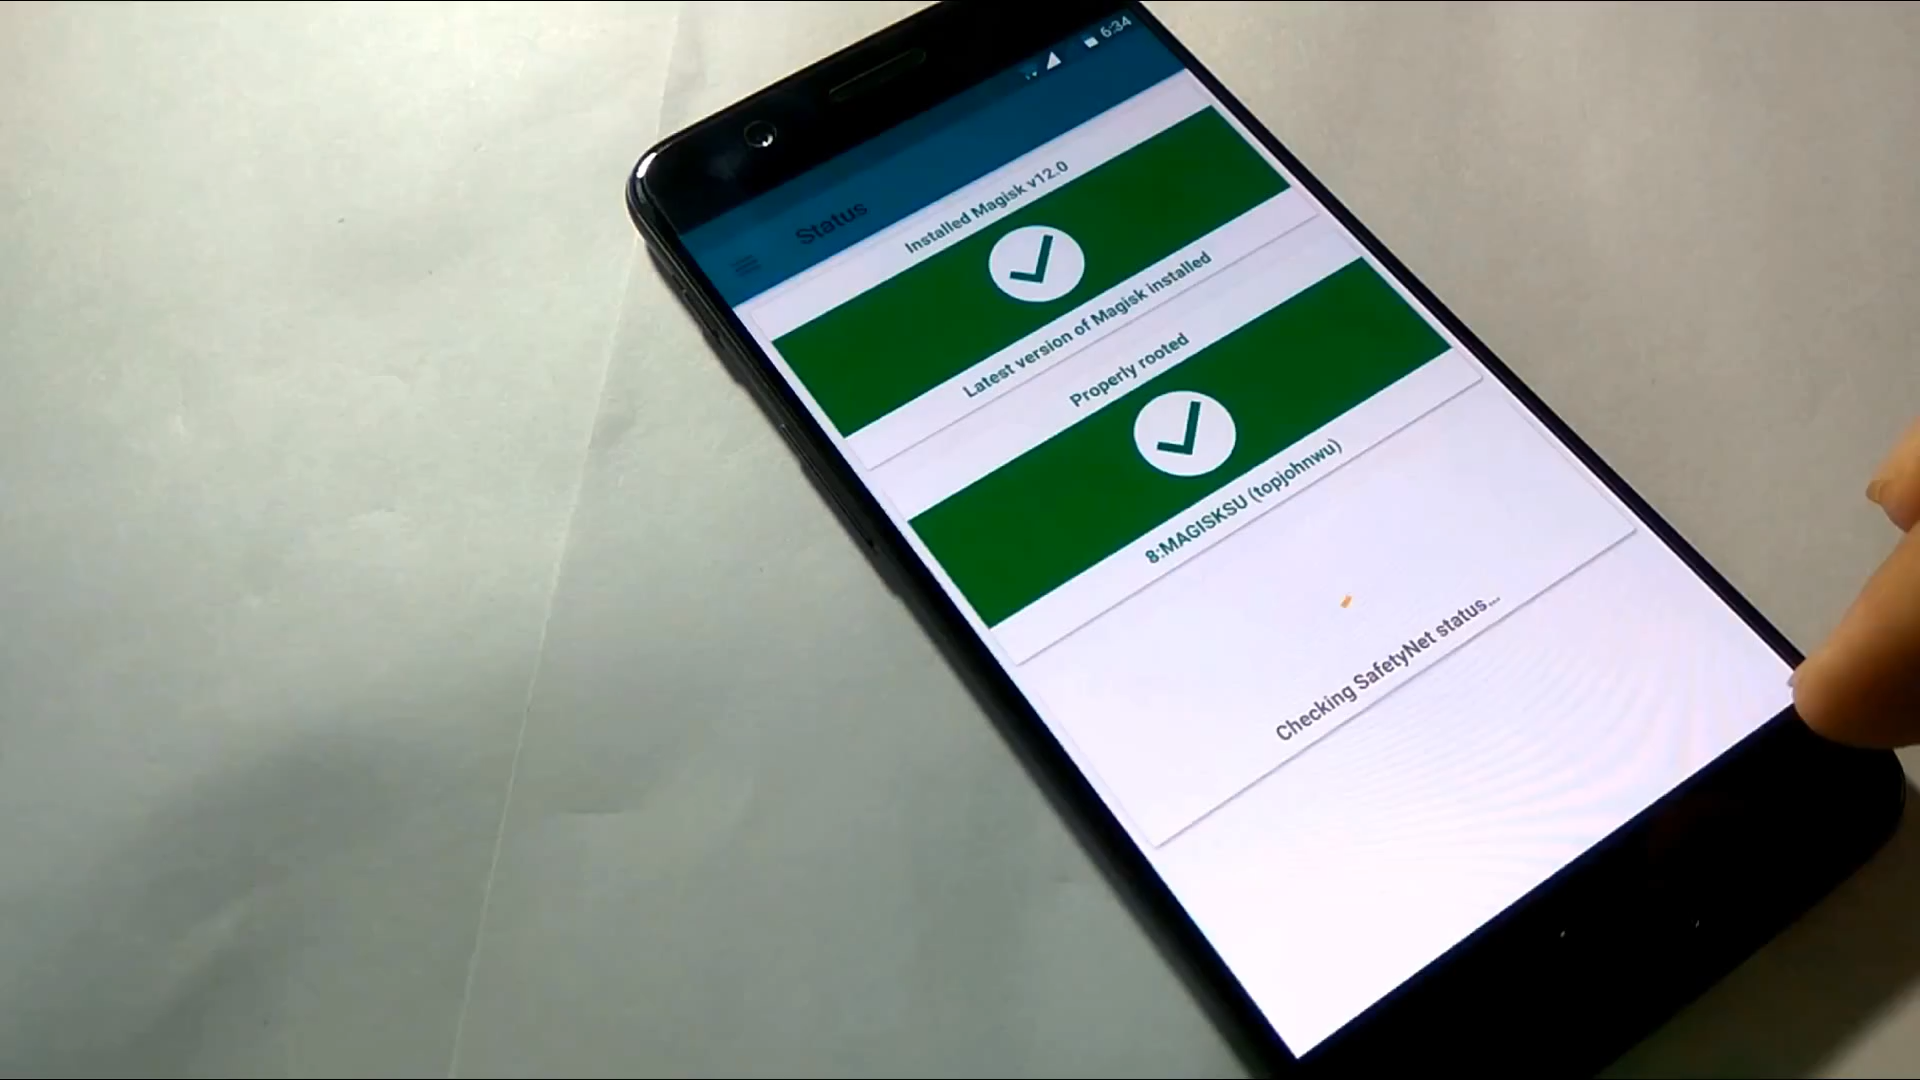 6:34
Status
Installed Magisk v12.0
Latest version of Magisk installed
Properly rooted
8:MAGISKSU (topjohnwu)
Checking SafetyNet status...